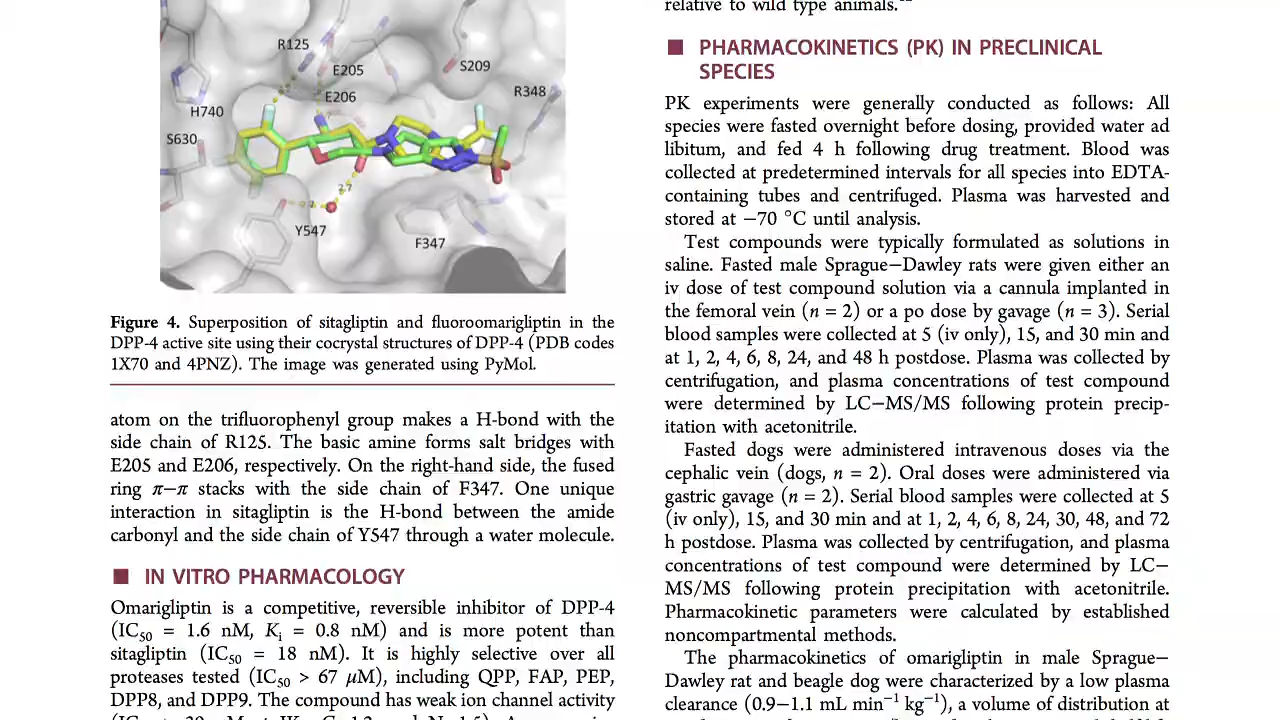 R125
E205
S209
E206
R348
H740
S630
2.7
Y547
F347
Figure 4. Superposition of sitagliptin and fluoroomarigliptin in the
DPP-4 active site using their cocrystal structures of DPP-4 (PDB codes
1X70 and 4PNZ). The image was generated using PyMol.
atom on the trifluorophenyl group makes a H-bond with the
side chain of R125. The basic amine forms salt bridges with
E205 and E206, respectively. On the right-hand side, the fused
ring π−π stacks with the side chain of F347. One unique
interaction in sitagliptin is the H-bond between the amide
carbonyl and the side chain of Y547 through a water molecule.
■ IN VITRO PHARMACOLOGY
Omarigliptin is a competitive, reversible inhibitor of DPP-4
(IC50 = 1.6 nM, Ki = 0.8 nM) and is more potent than
sitagliptin (IC50 = 18 nM). It is highly selective over all
proteases tested (IC50 > 67 μM), including QPP, FAP, PEP,
DPP8, and DPP9. The compound has weak ion channel activity
relative to wild type animals.
■ PHARMACOKINETICS (PK) IN PRECLINICAL
SPECIES
PK experiments were generally conducted as follows: All
species were fasted overnight before dosing, provided water ad
libitum, and fed 4 h following drug treatment. Blood was
collected at predetermined intervals for all species into EDTA-
containing tubes and centrifuged. Plasma was harvested and
stored at −70 °C until analysis.
Test compounds were typically formulated as solutions in
saline. Fasted male Sprague−Dawley rats were given either an
iv dose of test compound solution via a cannula implanted in
the femoral vein (n = 2) or a po dose by gavage (n = 3). Serial
blood samples were collected at 5 (iv only), 15, and 30 min and
at 1, 2, 4, 6, 8, 24, and 48 h postdose. Plasma was collected by
centrifugation, and plasma concentrations of test compound
were determined by LC−MS/MS following protein precip-
itation with acetonitrile.
Fasted dogs were administered intravenous doses via the
cephalic vein (dogs, n = 2). Oral doses were administered via
gastric gavage (n = 2). Serial blood samples were collected at 5
(iv only), 15, and 30 min and at 1, 2, 4, 6, 8, 24, 30, 48, and 72
h postdose. Plasma was collected by centrifugation, and plasma
concentrations of test compound were determined by LC−
MS/MS following protein precipitation with acetonitrile.
Pharmacokinetic parameters were calculated by established
noncompartmental methods.
The pharmacokinetics of omarigliptin in male Sprague−
Dawley rat and beagle dog were characterized by a low plasma
clearance (0.9−1.1 mL min−1 kg−1), a volume of distribution at